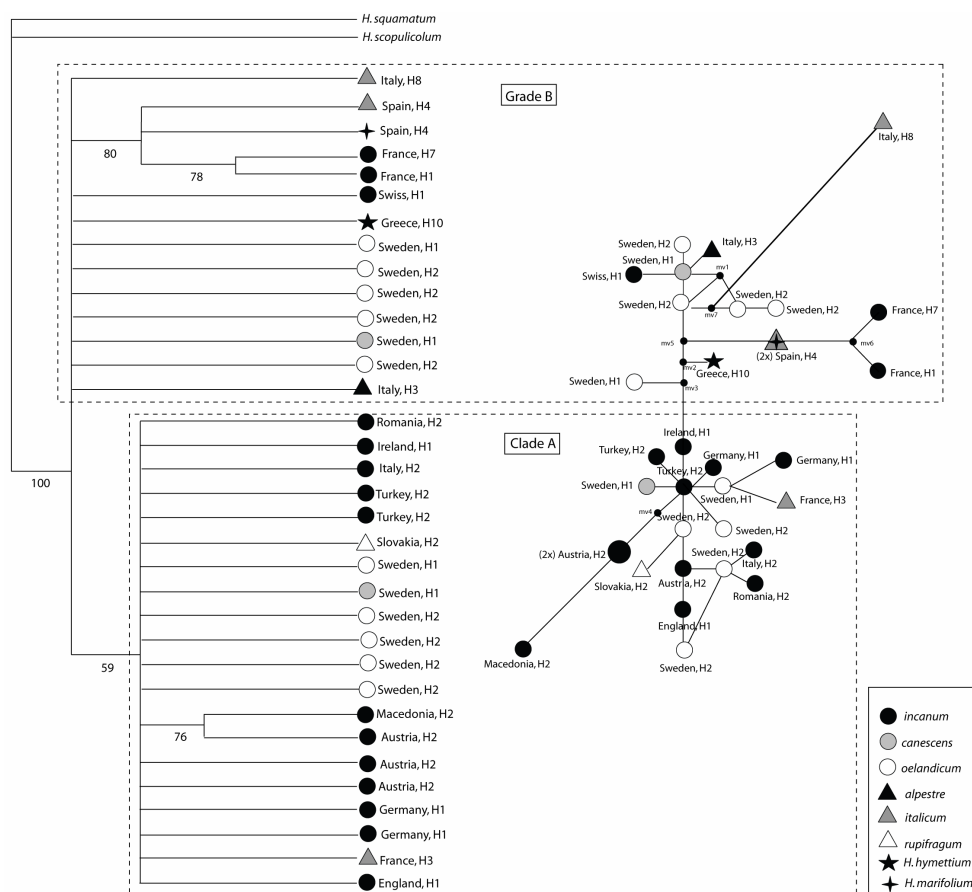 H. squamatum
H. scopulicolum
Grade B
Italy, H8
Spain, H4
Spain, H4
80
France, H7
78
France, H1
Swiss, H1
Greece, H10
Sweden, H1
Sweden, H2
Sweden, H2
Sweden, H2
Sweden, H1
Sweden, H2
Italy, H3
Italy, H8
Sweden, H2
Italy, H3
Sweden, H1
mv1
Swiss, H1
Sweden, H2
Sweden, H2
mv7
Sweden, H2
France, H7
mv5
mv6
(2x) Spain, H4
mv2
Greece, H10
France, H1
Sweden, H1
mv3
Clade A
Romania, H2
Ireland, H1
Italy, H2
Turkey, H2
Turkey, H2
Slovakia, H2
Sweden, H1
Sweden, H1
Sweden, H2
Sweden, H2
Sweden, H2
Sweden, H2
Macedonia, H2
76
Austria, H2
Austria, H2
Austria, H2
Germany, H1
Germany, H1
France, H3
England, H1
100
59
Ireland, H1
Turkey, H2
Germany, H1
Germany, H1
Turkey, H2
Sweden, H1
Sweden, H1
France, H3
mv4
Sweden, H2
Sweden, H2
(2x) Austria, H2
Sweden, H2
Italy, H2
Slovakia, H2
Austria, H2
Romania, H2
England, H1
Macedonia, H2
Sweden, H2
incanum
canescens
oelandicum
alpestre
italicum
rupifragum
H. hymettium
H. marifolium